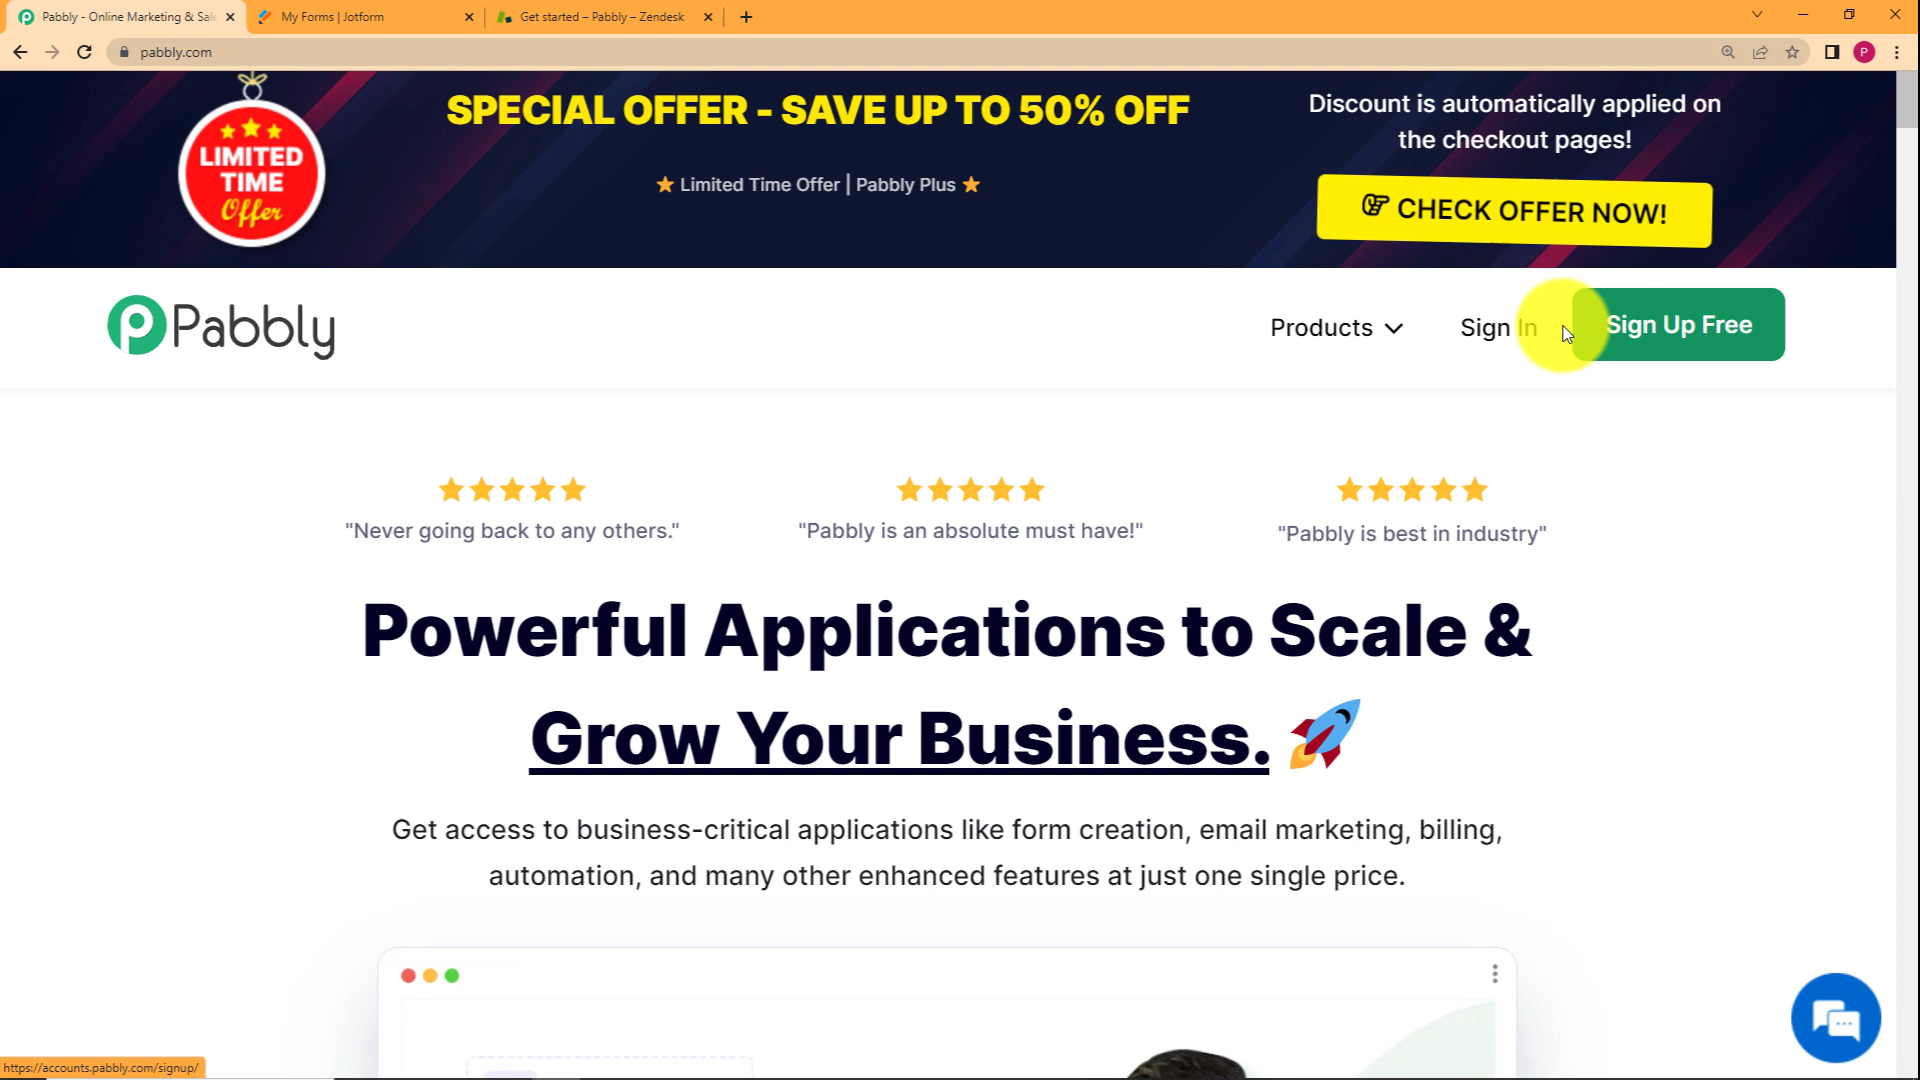 Pabbly - Online Marketing & Sale
My Forms | Jotform
Get started – Pabbly – Zendesk
pabbly.com
P
LIMITED
TIME
Offer
SPECIAL OFFER - SAVE UP TO 50% OFF
Limited Time Offer | Pabbly Plus
Discount is automatically applied on
the checkout pages!
CHECK OFFER NOW!
Pabbly
Products
Sign In
Sign Up Free
"Never going back to any others."
"Pabbly is an absolute must have!"
"Pabbly is best in industry"
Powerful Applications to Scale &
Grow Your Business.
Get access to business-critical applications like form creation, email marketing, billing,
automation, and many other enhanced features at just one single price.
https://accounts.pabbly.com/signup/